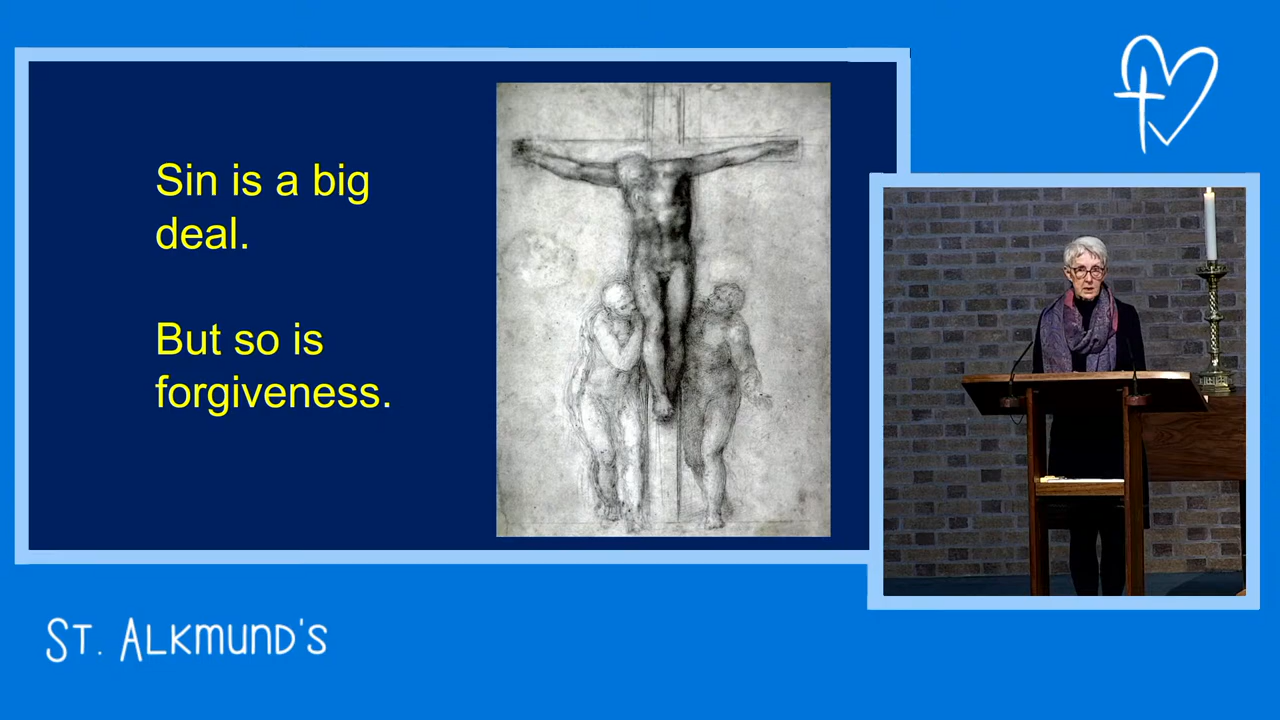 Sin is a big
deal.
But so is
forgiveness.
ST. ALKMUND'S